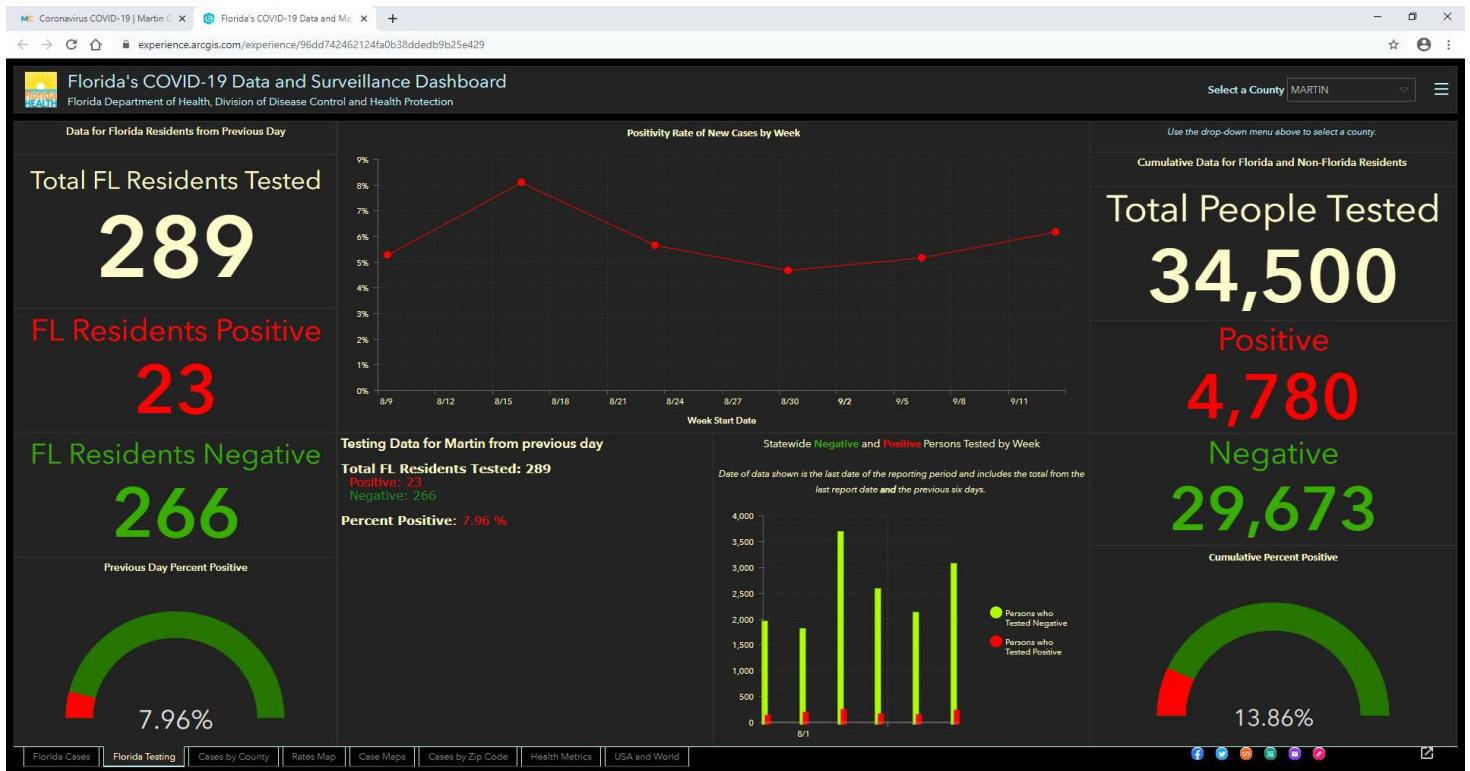 Coronavirus COVID-19 | Martin C
Florida's COVID-19 Data and Ma
experience.arcgis.com/experience/96dd742462124fa0b38ddedb9b25e429
Florida HEALTH
Florida's COVID-19 Data and Surveillance Dashboard
Florida Department of Health, Division of Disease Control and Health Protection
Select a County MARTIN
Data for Florida Residents from Previous Day
Total FL Residents Tested
289
FL Residents Positive
23
FL Residents Negative
266
Previous Day Percent Positive
7.96%
Positivity Rate of New Cases by Week
9%
8%
7%
6%
5%
4%
3%
2%
1%
0%
8/9 8/12 8/15 8/18 8/21 8/24 8/27 8/30 9/2 9/5 9/8 9/11
Week Start Date
Testing Data for Martin from previous day
Total FL Residents Tested: 289
Positive: 23
Negative: 266
Percent Positive: 7.96 %
Statewide Negative and Positive Persons Tested by Week
Date of data shown is the last date of the reporting period and includes the total from the
last report date and the previous six days.
4,000
3,500
3,000
2,500
2,000
1,500
1,000
500
0
8/1
Persons who
Tested Negative
Persons who
Tested Positive
Use the drop-down menu above to select a county.
Cumulative Data for Florida and Non-Florida Residents
Total People Tested
34,500
Positive
4,780
Negative
29,673
Cumulative Percent Positive
13.86%
Florida Cases Florida Testing Cases by County Rates Map Case Maps Cases by Zip Code Health Metrics USA and World